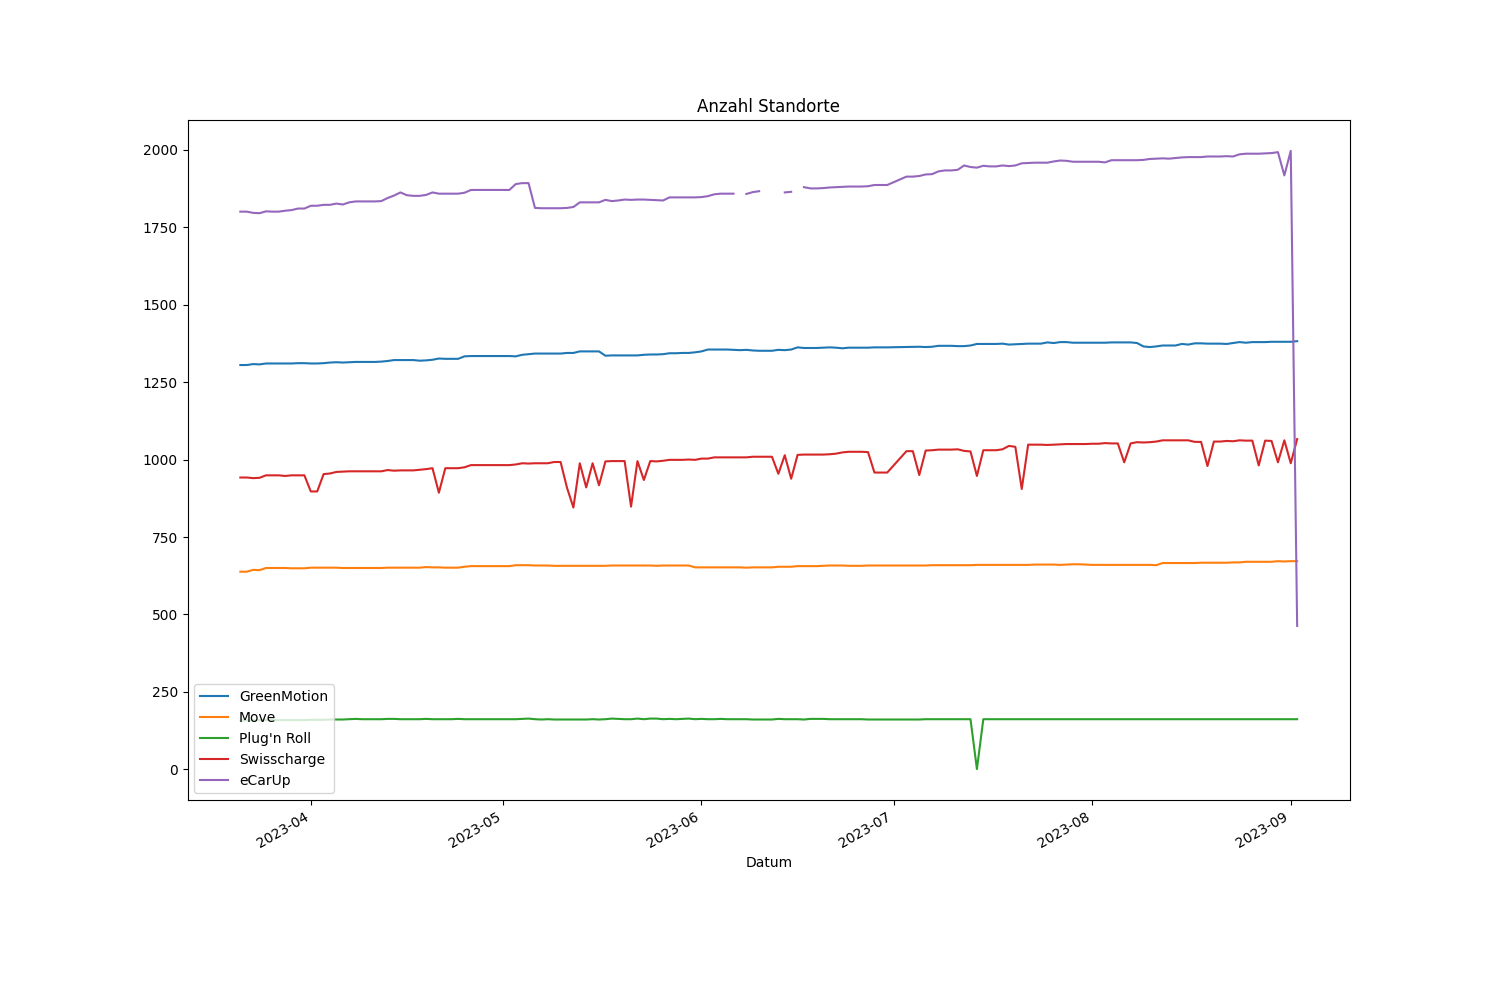 Anzahl Standorte
2000
1750
1500
1250
1000
750
500
250
0
GreenMotion
Move
Plug'n Roll
Swisscharge
eCarUp
2023-04
2023-05
2023-06
2023-07
2023-08
2023-09
Datum